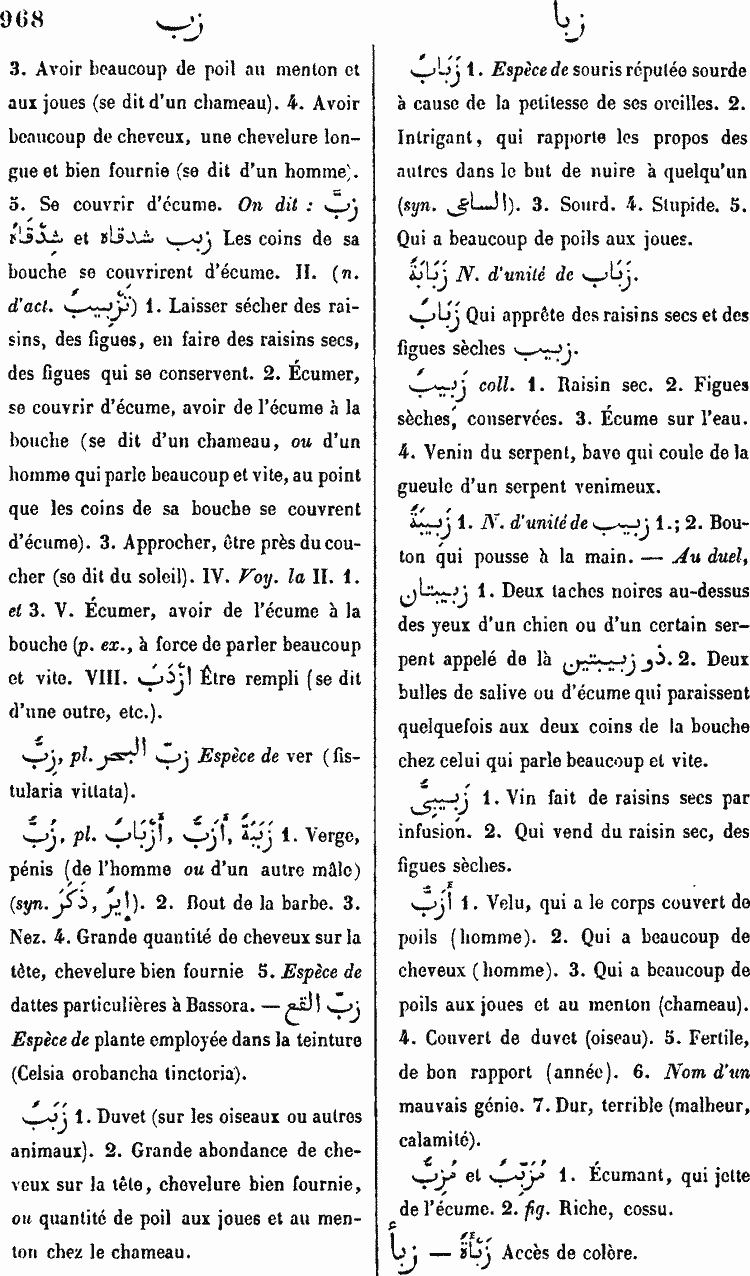 968 زب زبأ
3. Avoir beaucoup de poil au menton et
aux joues (se dit d'un chameau). 4. Avoir
beaucoup de cheveux, une chevelure lon-
gue et bien fournie (se dit d'un homme).
5. Se couvrir d'écume. On dit : زَبَّ
شِدْقَاهُ et زبب شدقاه Les coins de sa
bouche se couvrirent d'écume. II. (n.
d'act. تَزْبِيبٌ) 1. Laisser sécher des rai-
sins, des figues, en faire des raisins secs,
des figues qui se conservent. 2. Écumer,
se couvrir d'écume, avoir de l'écume à la
bouche (se dit d'un chameau, ou d'un
homme qui parle beaucoup et vite, au point
que les coins de sa bouche se couvrent
d'écume). 3. Approcher, être près du cou-
cher (se dit du soleil). IV. Voy. la II. 1.
et 3. V. Écumer, avoir de l'écume à la
bouche (p. ex., à force de parler beaucoup
et vite. VIII. ازْدَبَّ Être rempli (se dit
d'une outre, etc.).
زِبٌّ, pl. زبّ البحر Espèce de ver (fis-
tularia vittata).
زُبٌّ, pl. أَزْبَابٌ, أَزُبٌّ, زَبَبَةٌ 1. Verge,
pénis (de l'homme ou d'un autre mâle)
(syn. ذَكَرٌ, إِيرٌ). 2. Bout de la barbe. 3.
Nez. 4. Grande quantité de cheveux sur la
tête, chevelure bien fournie 5. Espèce de
dattes particulières à Bassora. — زبّ القع
Espèce de plante employée dans la teinture
(Celsia orobancha tinctoria).
زَبَبٌ 1. Duvet (sur les oiseaux ou autres
animaux). 2. Grande abondance de che-
veux sur la tête, chevelure bien fournie,
ou quantité de poil aux joues et au men-
ton chez le chameau.
زَبَابٌ 1. Espèce de souris réputée sourde
à cause de la petitesse de ses oreilles. 2.
Intrigant, qui rapporte les propos des
autres dans le but de nuire à quelqu'un
(syn. الساعى). 3. Sourd. 4. Stupide. 5.
Qui a beaucoup de poils aux joues.
زَبَابَةٌ N. d'unité de زَبَاب.
زَبَّابٌ Qui apprête des raisins secs et des
figues sèches زبيب.
زَبِيبٌ coll. 1. Raisin sec. 2. Figues
sèches, conservées. 3. Écume sur l'eau.
4. Venin du serpent, bave qui coule de la
gueule d'un serpent venimeux.
زَبِيبَةٌ 1. N. d'unité de زبيب 1.; 2. Bou-
ton qui pousse à la main. — Au duel,
زبيبتان 1. Deux taches noires au-dessus
des yeux d'un chien ou d'un certain ser-
pent appelé de là ذو زبيبتين. 2. Deux
bulles de salive ou d'écume qui paraissent
quelquefois aux deux coins de la bouche
chez celui qui parle beaucoup et vite.
زَبِيبِىٌّ 1. Vin fait de raisins secs par
infusion. 2. Qui vend du raisin sec, des
figues sèches.
أَزَبُّ 1. Velu, qui a le corps couvert de
poils (homme). 2. Qui a beaucoup de
cheveux (homme). 3. Qui a beaucoup de
poils aux joues et au menton (chameau).
4. Couvert de duvet (oiseau). 5. Fertile,
de bon rapport (année). 6. Nom d'un
mauvais génie. 7. Dur, terrible (malheur,
calamité).
مُزِبٌّ et مُزَبِّبٌ 1. Écumant, qui jette
de l'écume. 2. fig. Riche, cossu.
زبأ — زَبْأَةٌ Accès de colère.